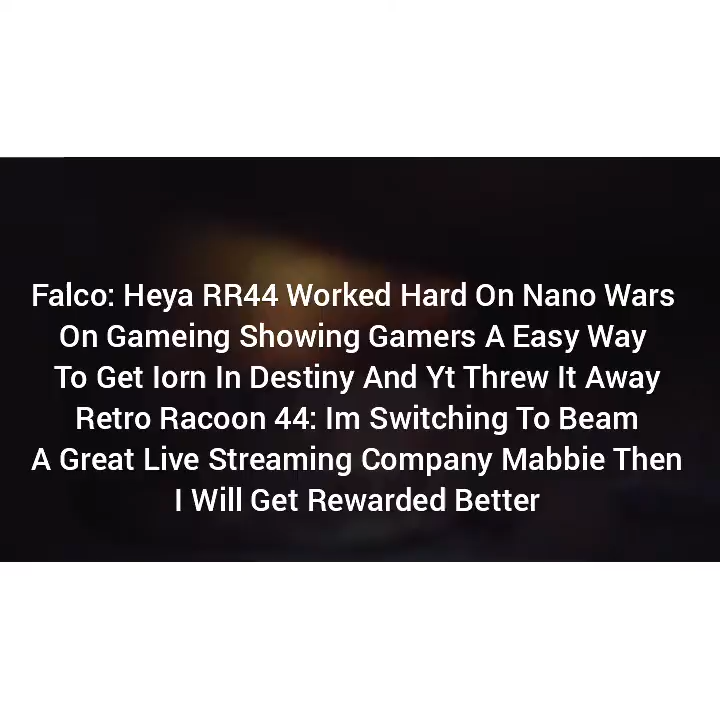 Falco: Heya RR44 Worked Hard On Nano Wars
On Gameing Showing Gamers A Easy Way
To Get Iorn In Destiny And Yt Threw It Away
Retro Racoon 44: Im Switching To Beam
A Great Live Streaming Company Mabbie Then
I Will Get Rewarded Better